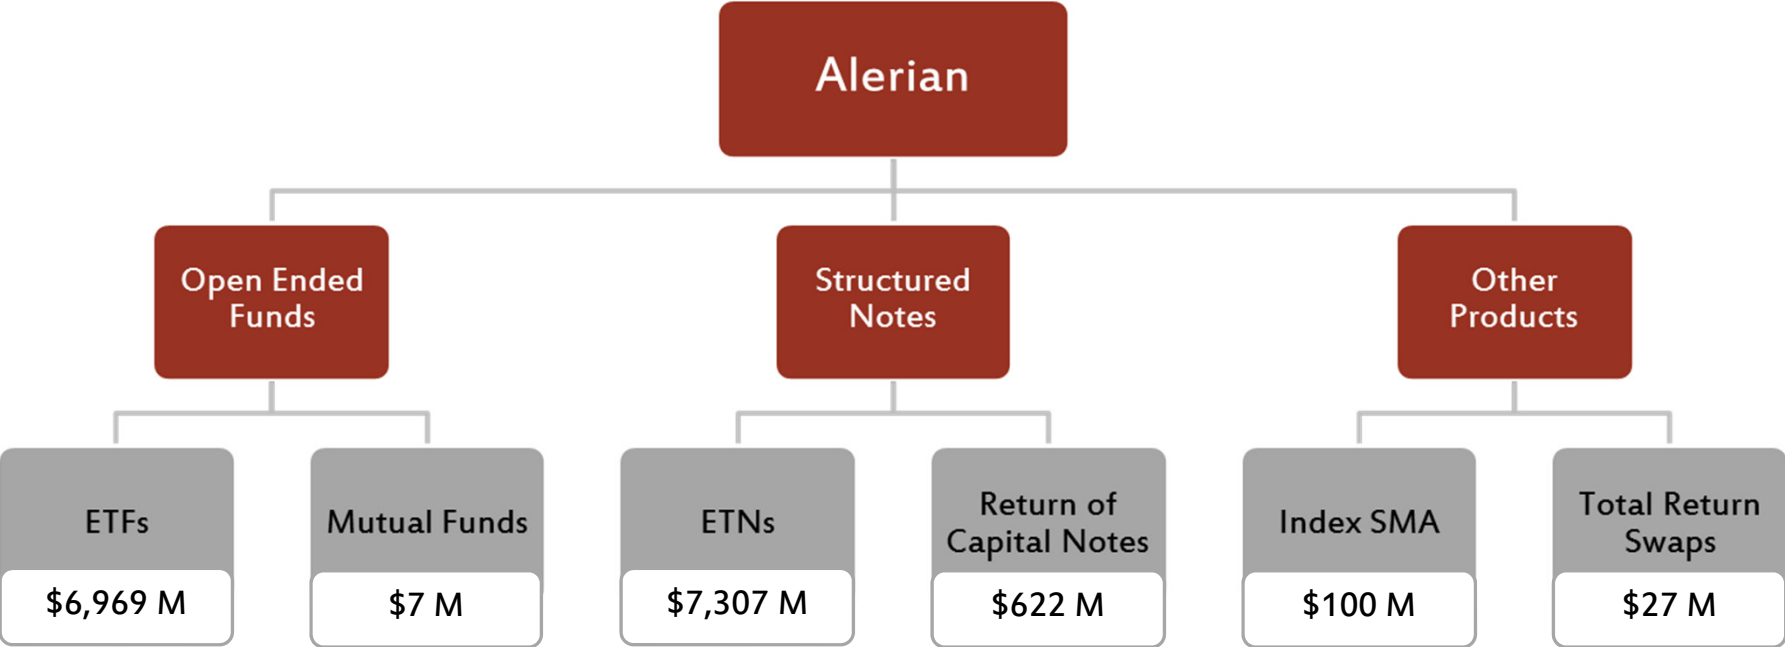 Alerian
Open Ended
Funds
Structured
Notes
Other
Products
ETFs
$6,969 M
Mutual Funds
$7 M
ETNs
$7,307 M
Return of
Capital Notes
$622 M
Index SMA
$100 M
Total Return
Swaps
$27 M